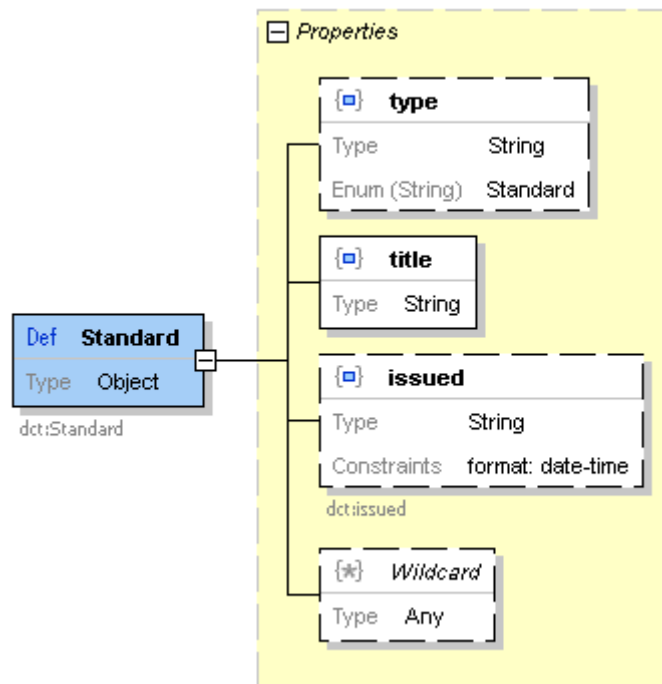 Properties
type
Type String
Enum (String) Standard
title
Type String
Def Standard
Type Object
dct:Standard
issued
Type String
Constraints format: date-time
dct:issued
{*} Wildcard
Type Any